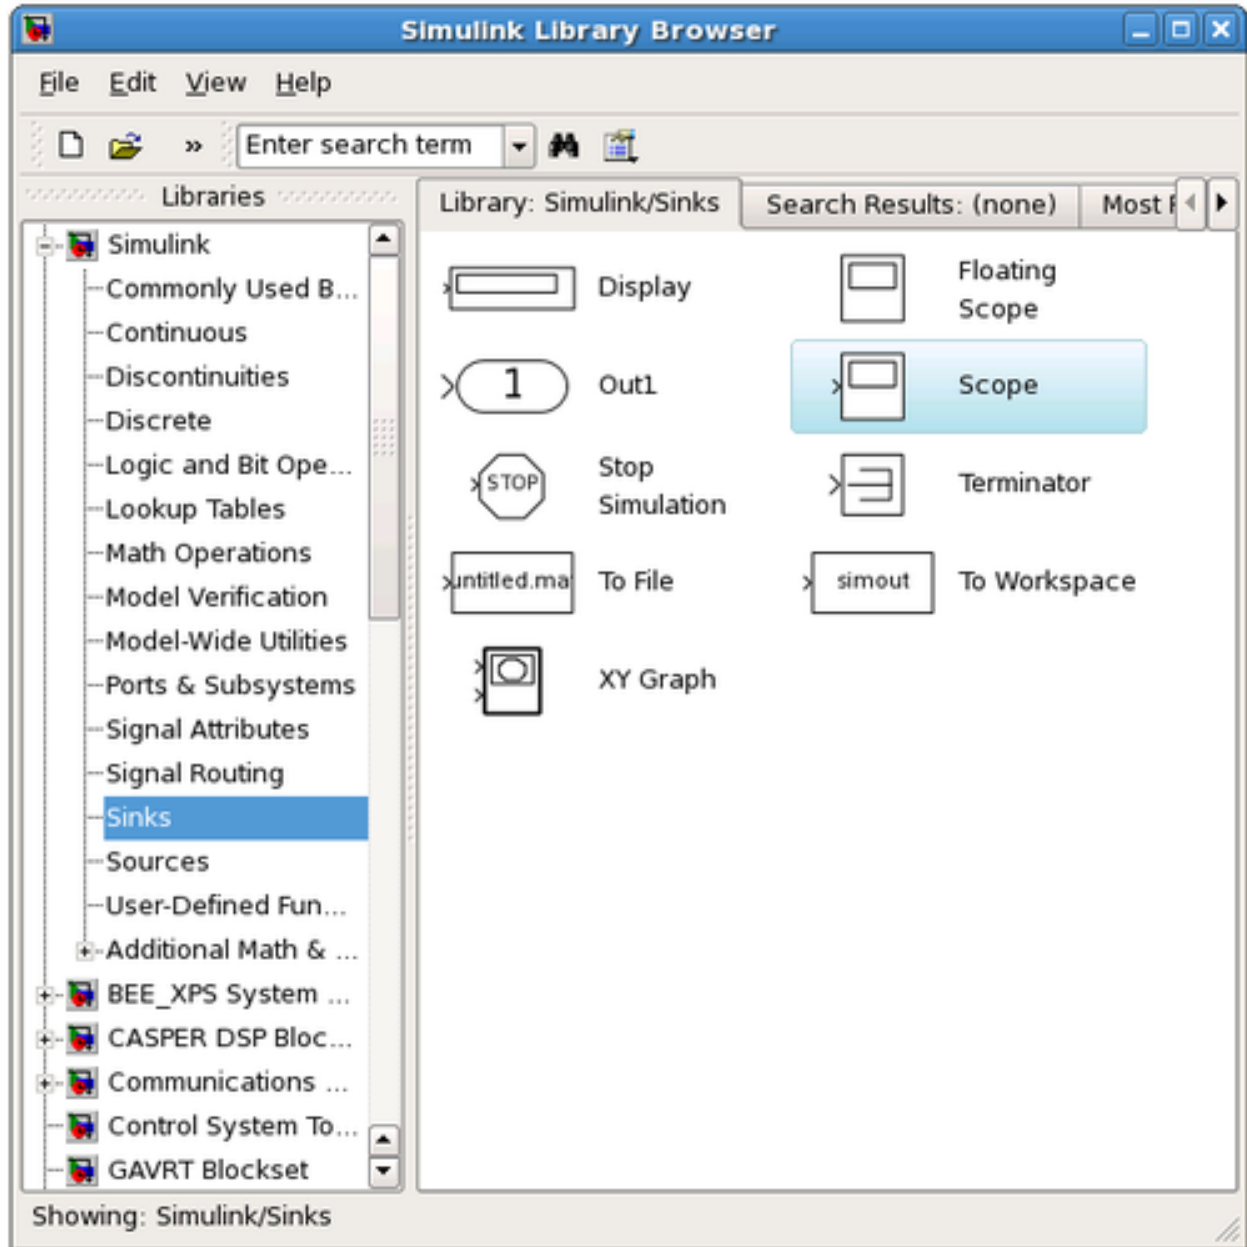 Simulink Library Browser
File Edit View Help
» Enter search term
Libraries
Simulink
Commonly Used B...
Continuous
Discontinuities
Discrete
Logic and Bit Ope...
Lookup Tables
Math Operations
Model Verification
Model-Wide Utilities
Ports & Subsystems
Signal Attributes
Signal Routing
Sinks
Sources
User-Defined Fun...
Additional Math & ...
BEE_XPS System ...
CASPER DSP Bloc...
Communications ...
Control System To...
GAVRT Blockset
Library: Simulink/Sinks Search Results: (none) Most
Display
Floating
Scope
1 Out1
Scope
STOP
Stop
Simulation
Terminator
untitled.ma To File
simout To Workspace
XY Graph
Showing: Simulink/Sinks